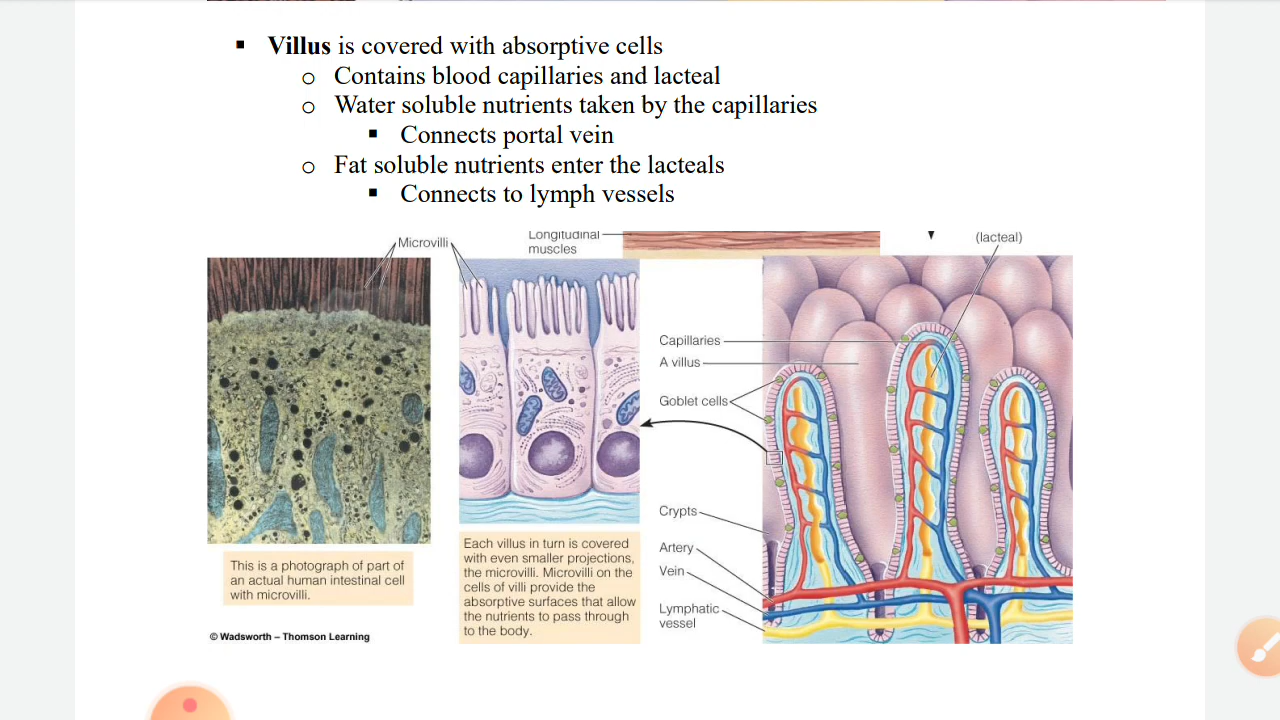 ▪ Villus is covered with absorptive cells
o Contains blood capillaries and lacteal
o Water soluble nutrients taken by the capillaries
▪ Connects portal vein
o Fat soluble nutrients enter the lacteals
▪ Connects to lymph vessels
Microvilli
Longitudinal
muscles
(lacteal)
Capillaries
A villus
Goblet cells
Crypts
Artery
Vein
Lymphatic
vessel
This is a photograph of part of
an actual human intestinal cell
with microvilli.
Each villus in turn is covered
with even smaller projections,
the microvilli. Microvilli on the
cells of villi provide the
absorptive surfaces that allow
the nutrients to pass through
to the body.
© Wadsworth – Thomson Learning